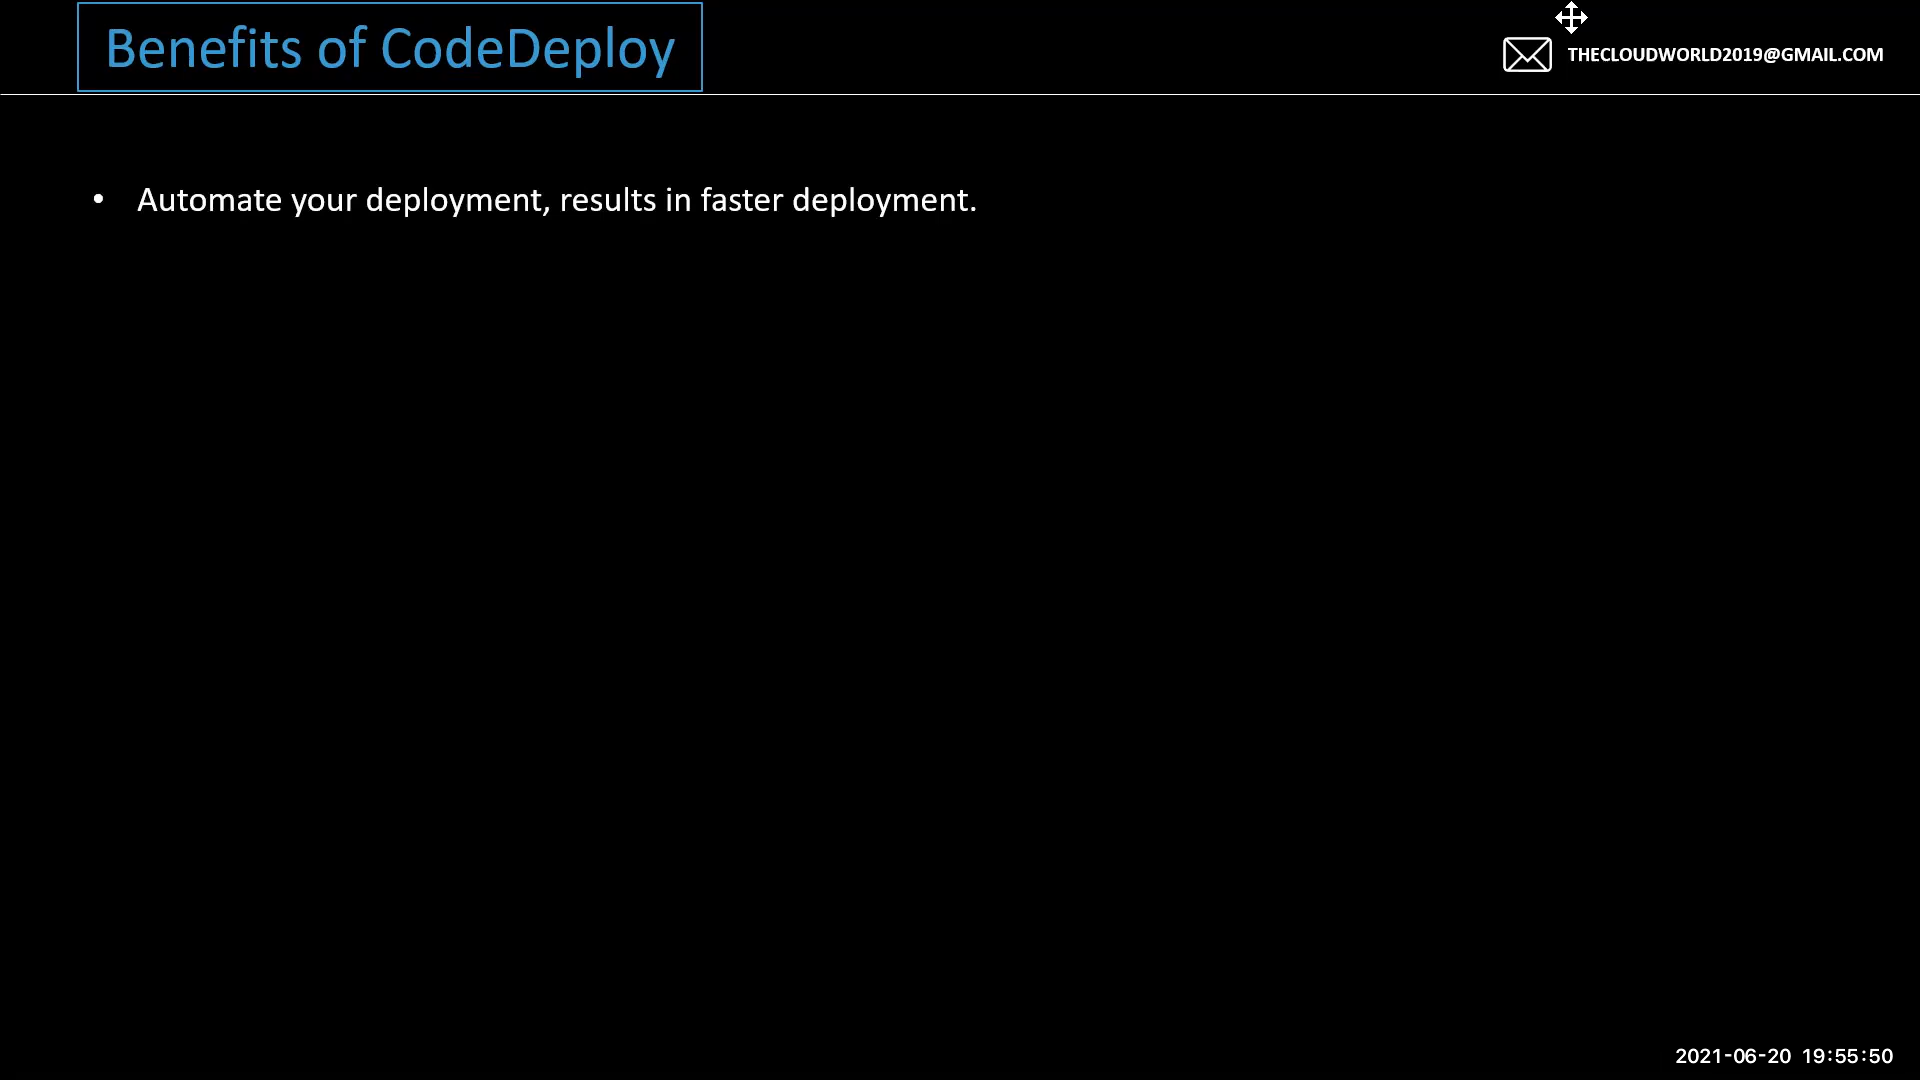 Benefits of CodeDeploy
THECLOUDWORLD2019@GMAIL.COM
• Automate your deployment, results in faster deployment.
2021-06-20 19:55:50